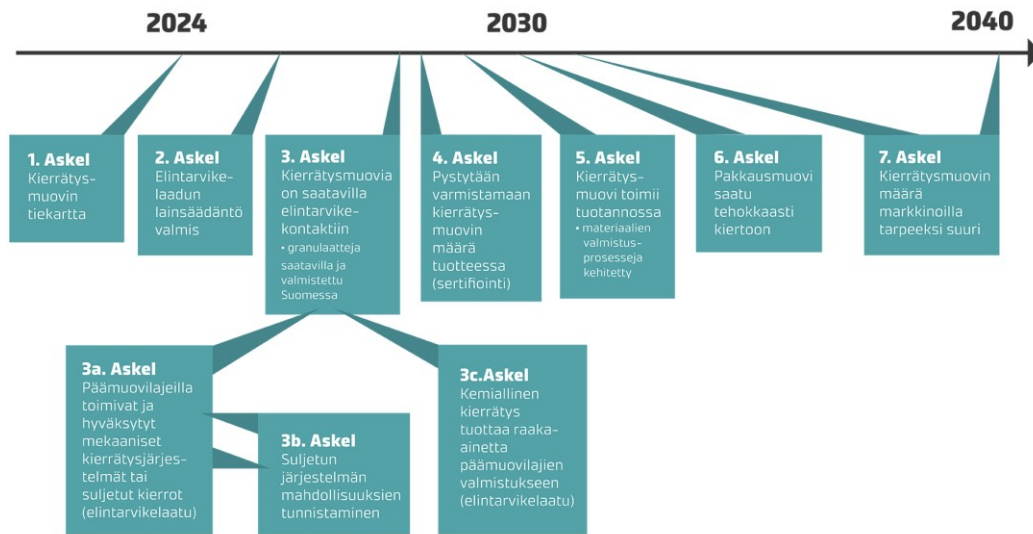 2024
2030
2040
1. Askel
Kierrätys-
muovin
tiekartta
2. Askel
Elintarvike-
laadun
lainsäädäntö
valmis
3. Askel
Kierrätysmuovia
on saatavilla
elintarvike-
kontaktiin
• granulaatteja
saatavilla ja
valmistettu
Suomessa
4. Askel
Pystytään
varmistamaan
kierrätys-
muovin
määrä
tuotteessa
(sertifiointi)
5. Askel
Kierrätys-
muovi toimii
tuotannossa
• materiaalien
valmistus-
prosesseja
kehitetty
6. Askel
Pakkausmuovi
saatu
tehokkaasti
kiertoon
7. Askel
Kierrätysmuovin
määrä
markkinoilla
tarpeeksi suuri
3a. Askel
Päämuovilajeilla
toimivat ja
hyväksytyt
mekaaniset
kierrätysjärjes-
telmät tai
suljetut kierrot
(elintarvikelaatu)
3b. Askel
Suljetun
järjestelmän
mahdollisuuksien
tunnistaminen
3c.Askel
Kemiallinen
kierrätys
tuottaa raaka-
ainetta
päämuovilajien
valmistukseen
(elintarvikelaatu)